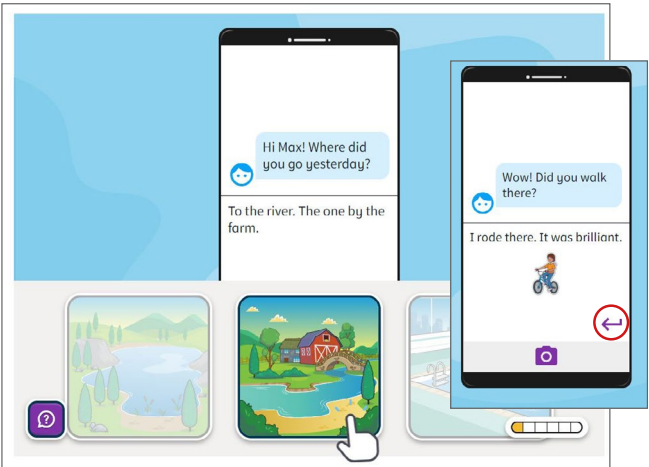 Hi Max! Where did
you go yesterday?
To the river. The one by the
farm.
Wow! Did you walk
there?
I rode there. It was brilliant.
?